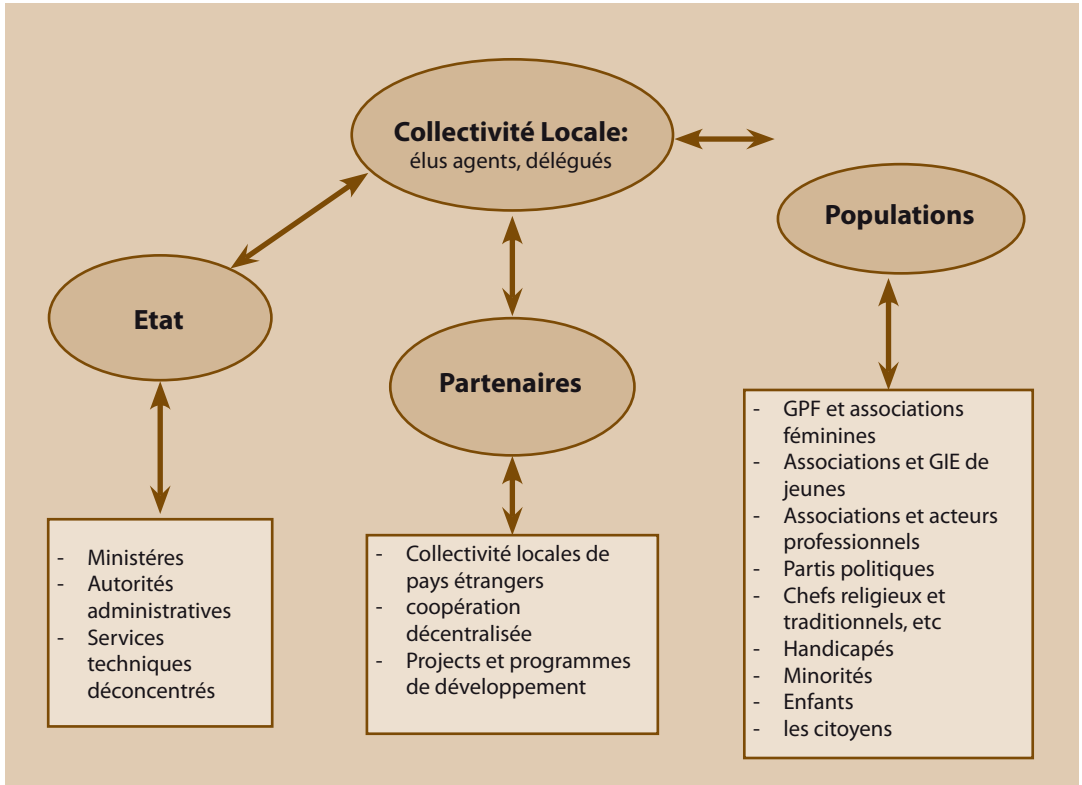 Collectivité Locale:
élus agents, délégués
Populations
Etat
Partenaires
- Ministéres
- Autorités
administratives
- Services
techniques
déconcentrés
- Collectivité locales de
pays étrangers
- coopération
décentralisée
- Projects et programmes
de développement
- GPF et associations
féminines
- Associations et GIE de
jeunes
- Associations et acteurs
professionnels
- Partis politiques
- Chefs religieux et
traditionnels, etc
- Handicapés
- Minorités
- Enfants
- les citoyens